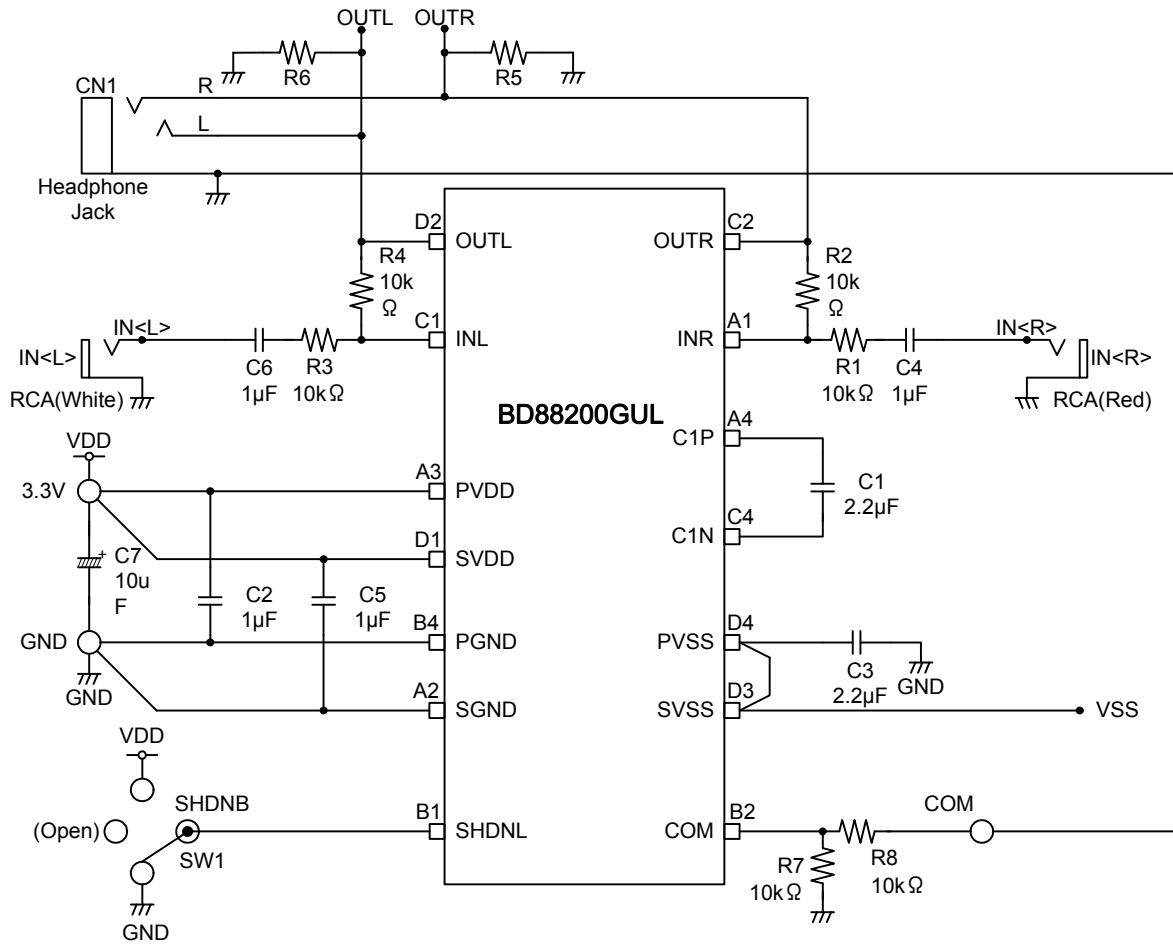 OUTL OUTR
R6 R5
CN1
R
L
Headphone
Jack
D2 C2
OUTL OUTR
R4
10k
Ω
R2
10k
Ω
C1 A1
INL INR
IN<L>
IN<L>
RCA(White)
C6
1µF
R3
10kΩ
R1
10kΩ
C4
1µF
IN<R>
IN<R>
RCA(Red)
BD88200GUL
A4
C1P
C1
2.2µF
C4
C1N
VDD
3.3V
A3
PVDD
D1
SVDD
+
C7
10u
F
C2
1µF
C5
1µF
GND
GND
B4
PGND
A2
SGND
D4
PVSS
C3
2.2µF
GND
D3
SVSS
VSS
VDD
SHDNB
(Open)
SW1
GND
B1
SHDNL
B2
COM
COM
R7
10kΩ
R8
10kΩ